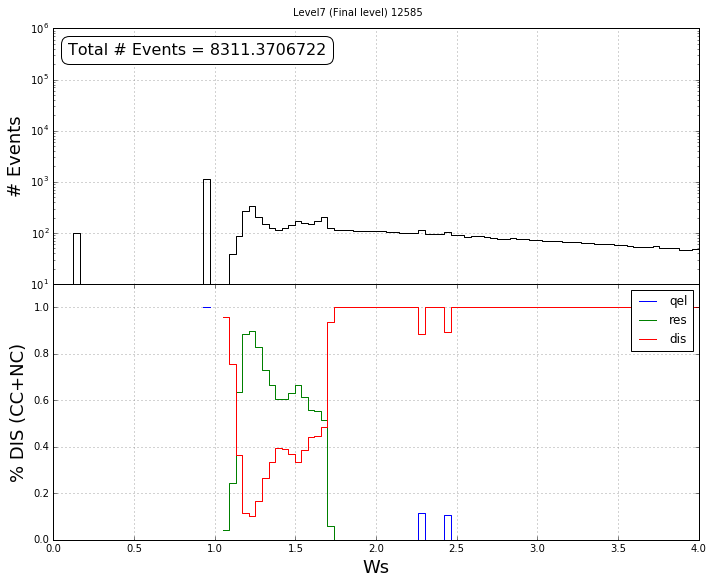 Level7 (Final level) 12585
10^6
Total # Events = 8311.3706722
10^5
10^4
10^3
10^2
10^1
# Events
qel
res
dis
1.0
0.8
0.6
0.4
0.2
0.0
% DIS (CC+NC)
0.0 0.5 1.0 1.5 2.0 2.5 3.0 3.5 4.0
Ws